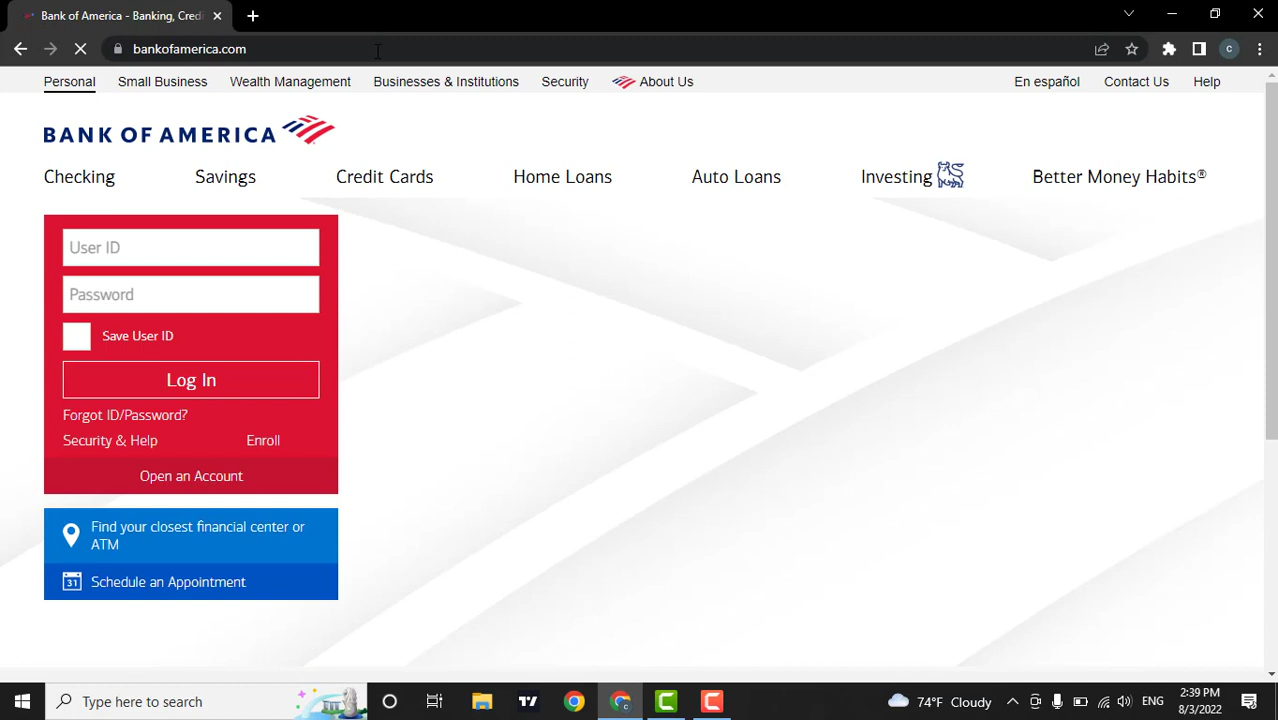 Bank of America - Banking, Credi
bankofamerica.com
C
Personal Small Business Wealth Management Businesses & Institutions Security About Us En español Contact Us Help
BANK OF AMERICA
Checking Savings Credit Cards Home Loans Auto Loans Investing Better Money Habits®
User ID
Password
Save User ID
Log In
Forgot ID/Password?
Security & Help Enroll
Open an Account
Find your closest financial center or
ATM
31 Schedule an Appointment
Type here to search
74°F Cloudy ENG
2:39 PM
8/3/2022